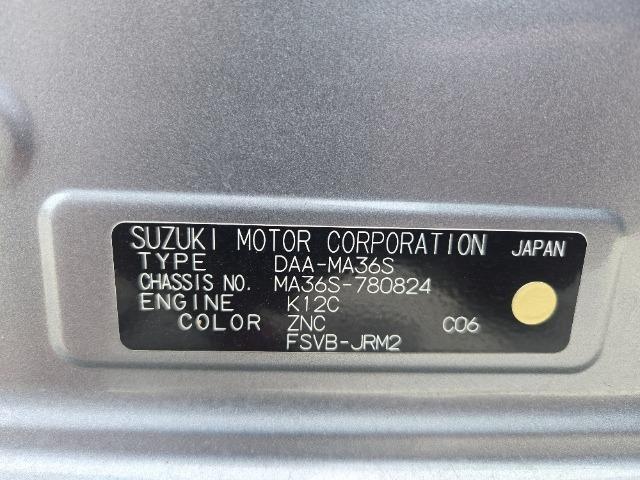 SUZUKI MOTOR CORPORATION JAPAN
TYPE DAA-MA36S
CHASSIS NO. MA36S-780824
ENGINE K12C
COLOR ZNC C06
FSVB-JRM2